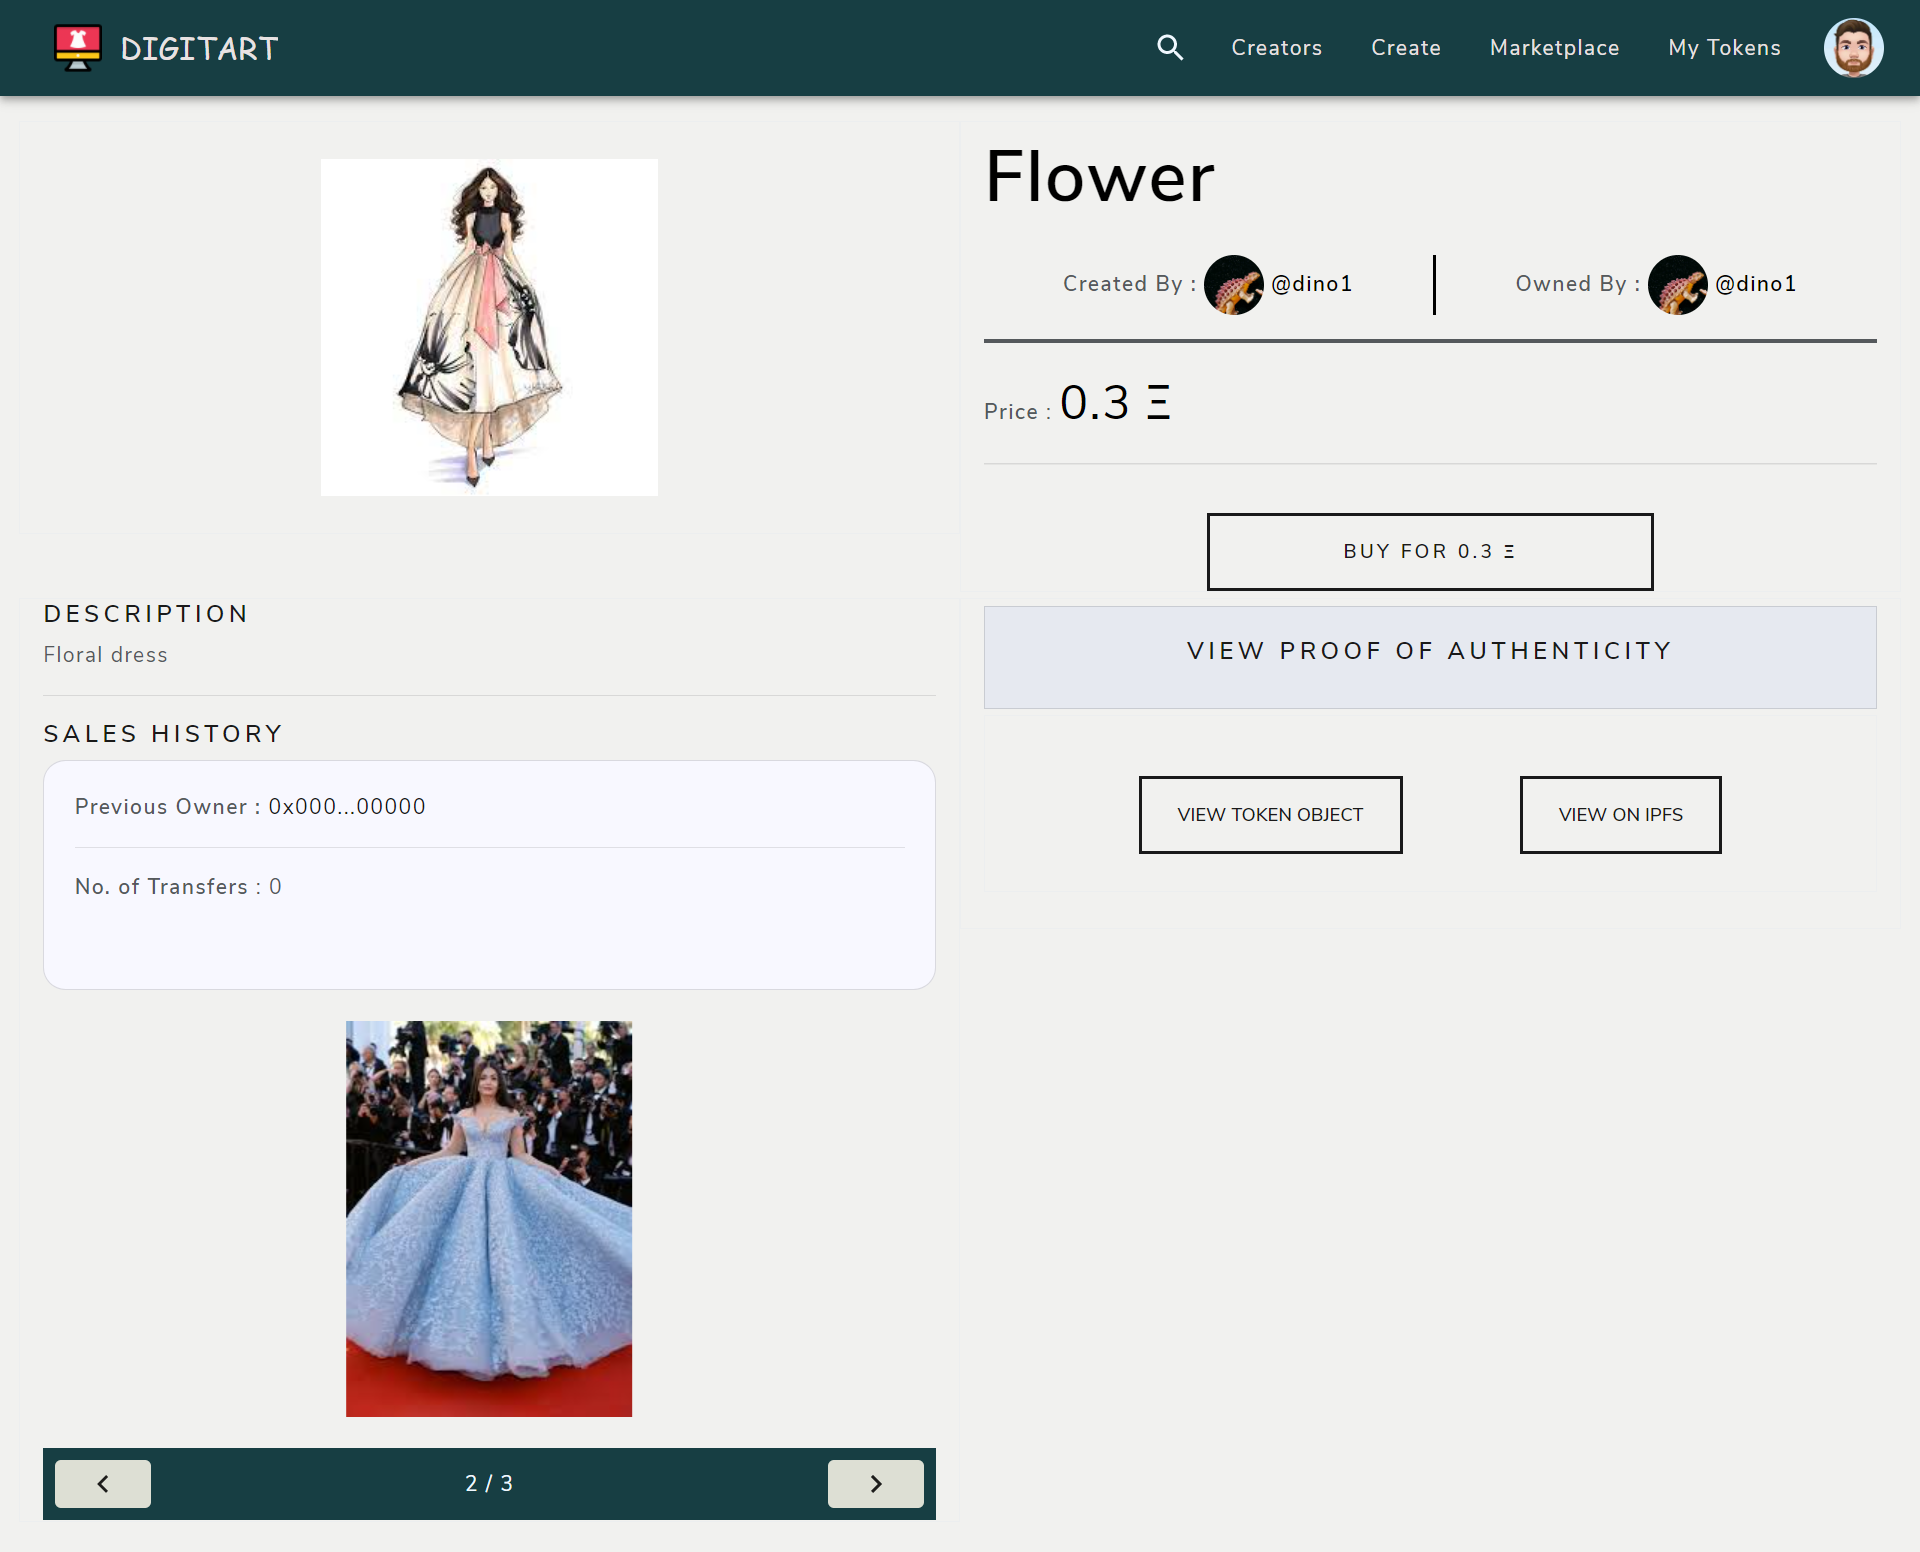 DIGITART
Creators
Create
Marketplace
My Tokens
Flower
Created By : @dino1
Owned By : @dino1
Price : 0.3 Ξ
BUY FOR 0.3 Ξ
DESCRIPTION
Floral dress
SALES HISTORY
Previous Owner : 0x000...00000
No. of Transfers : 0
2 / 3
VIEW PROOF OF AUTHENTICITY
VIEW TOKEN OBJECT
VIEW ON IPFS